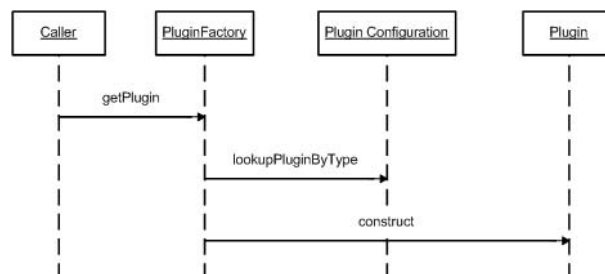 Caller
PluginFactory
Plugin Configuration
Plugin
getPlugin
lookupPluginByType
construct